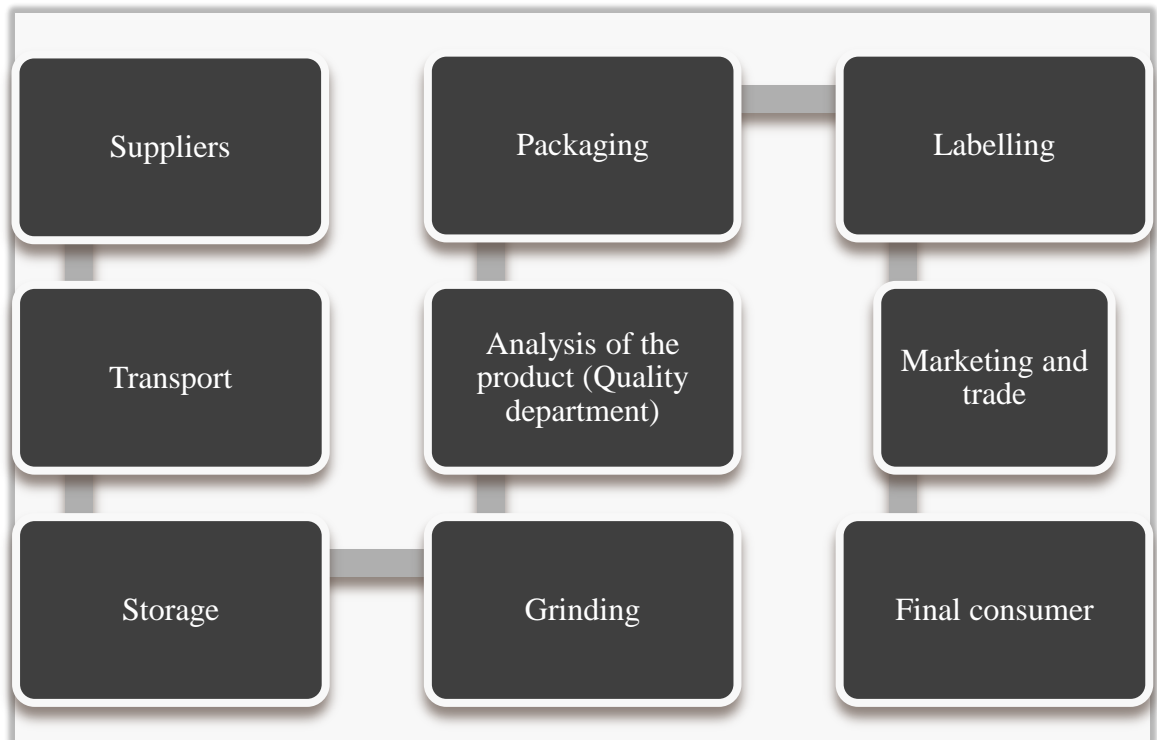 Suppliers
Transport
Storage
Grinding
Analysis of the
product (Quality
department)
Packaging
Labelling
Marketing and
trade
Final consumer